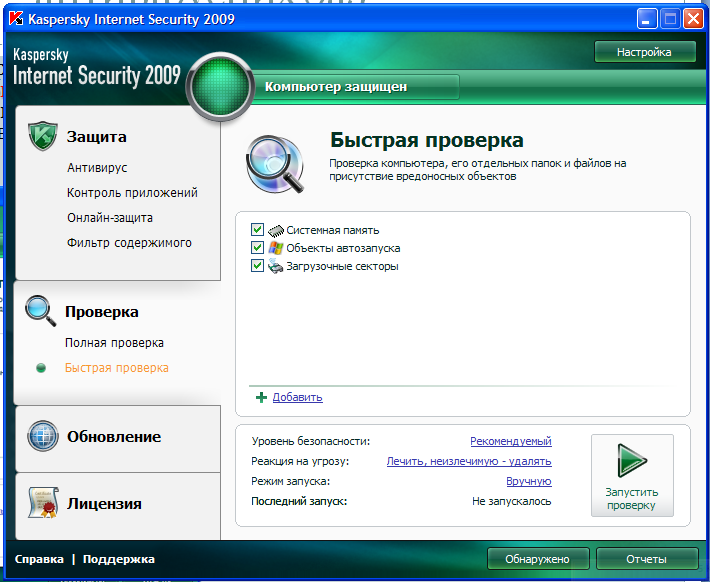 Kaspersky Internet Security 2009
Kaspersky
Internet Security 2009
Настройка
Компьютер защищен
Защита
Антивирус
Контроль приложений
Онлайн-защита
Фильтр содержимого
Проверка
Полная проверка
Быстрая проверка
Обновление
Лицензия
Быстрая проверка
Проверка компьютера, его отдельных папок и файлов на
присутствие вредоносных объектов
Системная память
Объекты автозапуска
Загрузочные секторы
Добавить
Уровень безопасности: Рекомендуемый
Реакция на угрозу: Лечить, неизлечимую - удалять
Режим запуска: Вручную
Последний запуск: Не запускалось
Запустить
проверку
Справка | Поддержка
Обнаружено
Отчеты